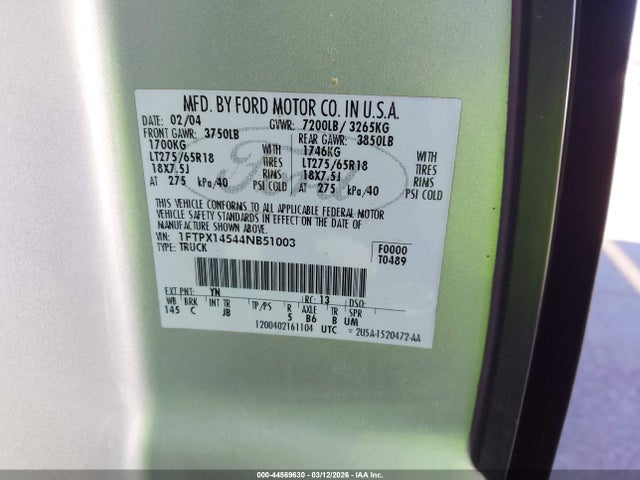 MFD. BY FORD MOTOR CO. IN U.S.A.
DATE: 02/04 GVWR: 7200LB/ 3265KG
FRONT GAWR: 3750LB REAR GAWR: 3850LB
1700KG WITH 1746KG WITH
LT275/65R18 TIRES LT275/65R18 TIRES
18X7.5J RIMS 18X7.5J RIMS
AT 275 kPa/40 PSI COLD AT 275 kPa/40 PSI COLD
Ford
THIS VEHICLE CONFORMS TO ALL APPLICABLE FEDERAL MOTOR
VEHICLE SAFETY STANDARDS IN EFFECT ON THE DATE OF
MANUFACTURE SHOWN ABOVE.
VIN: 1FTPX14544NB51003 F0000
TYPE: TRUCK T0489
EXT PNT: YN RC: 13 DSO:
WB BRK INT TR TP/PS R AXLE TR SPR
145 C JB 5 B6 B UM
1200402161104 UTC 2U5A-1520472-AA
000-44569630 - 03/12/2026 - IAA Inc.